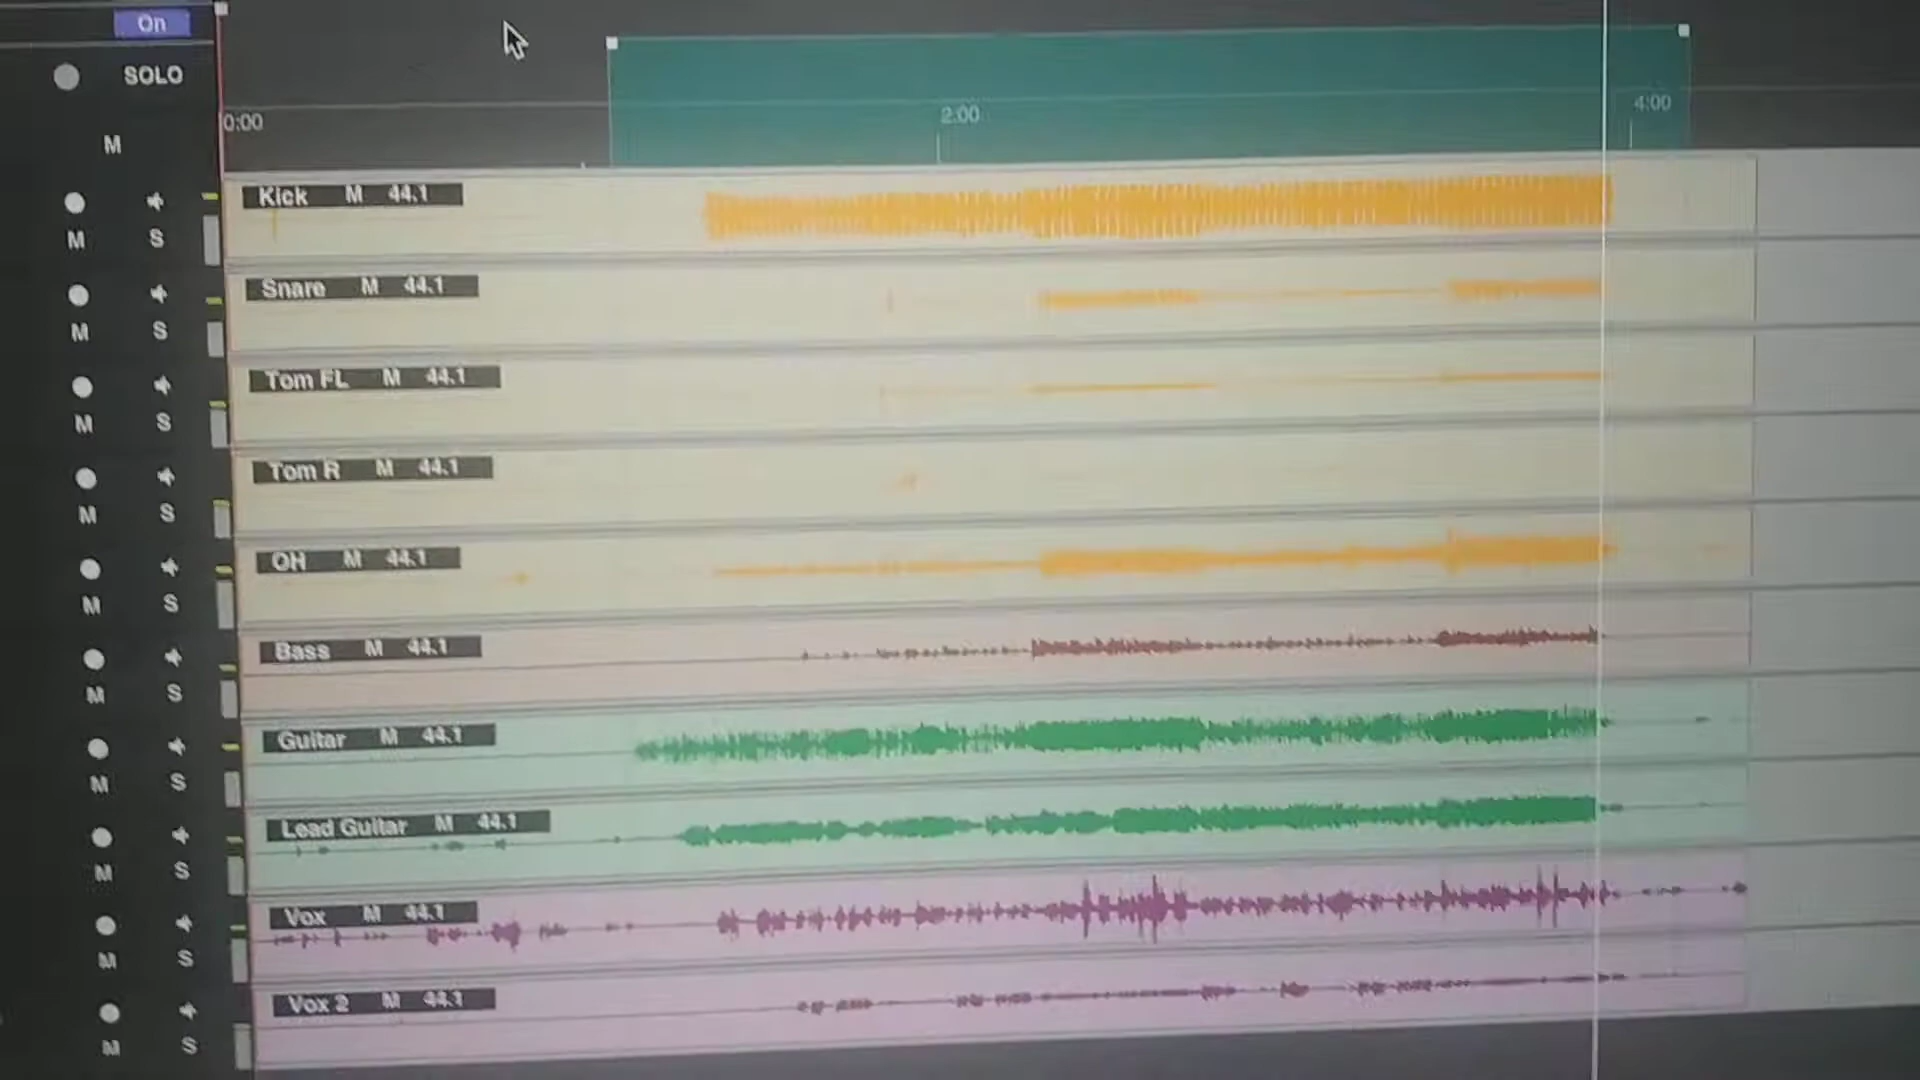 On
SOLO
0:00 2:00 4:00
M
Kick M 44.1
M S
Snare M 44.1
M S
Tom FL M 44.1
M S
Tom R M 44.1
M S
OH M 44.1
M S
Bass M 44.1
M S
Guitar M 44.1
M S
Lead Guitar M 44.1
M S
Vox M 44.1
M S
Vox 2 M 44.1
M S